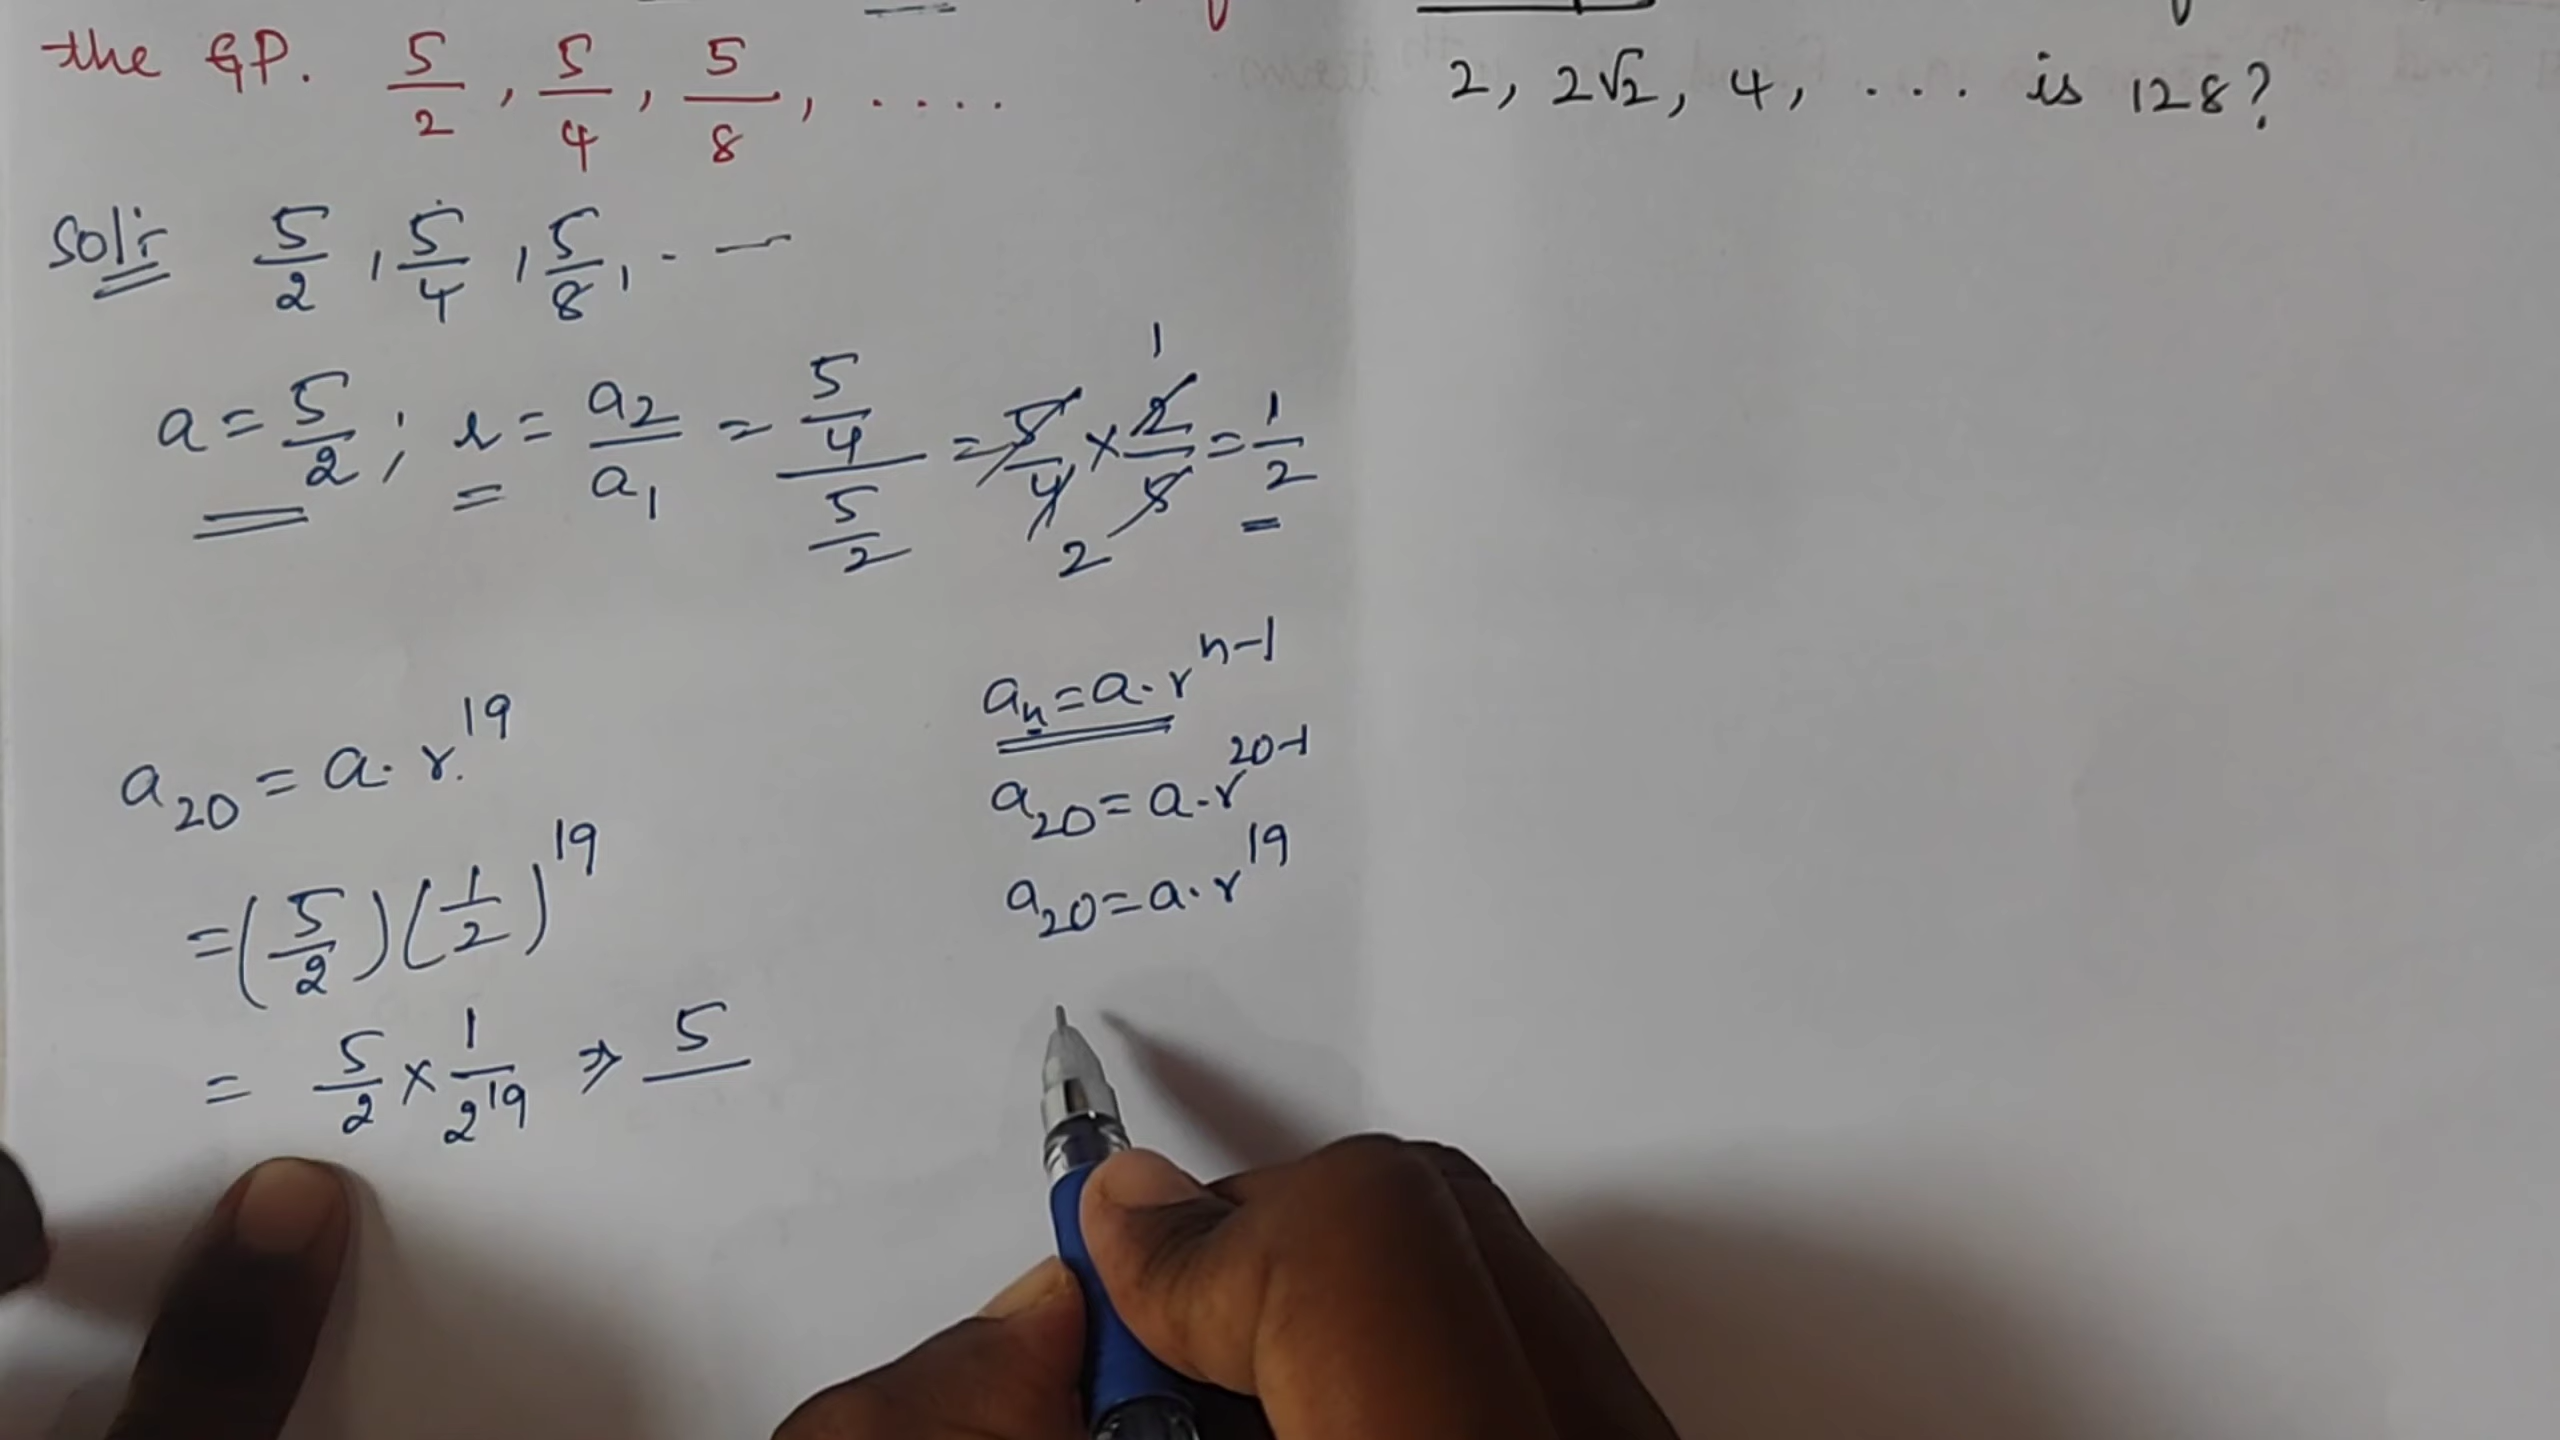 the GP. 5/2, 5/4, 5/8, ....
Sol:- 5/2, 5/4, 5/8, . —
a = 5/2 ; r = a2/a1 = (5/4)/(5/2) = 5/4 × 2/5 = 1/2
1
2
a20 = a. r^19
= (5/2)(1/2)^19
= 5/2 × 1/2^19 ⇒ 5
an = a. r^n-1
a20 = a. r^20-1
a20 = a. r^19
2, 2√2, 4, ... is 128?